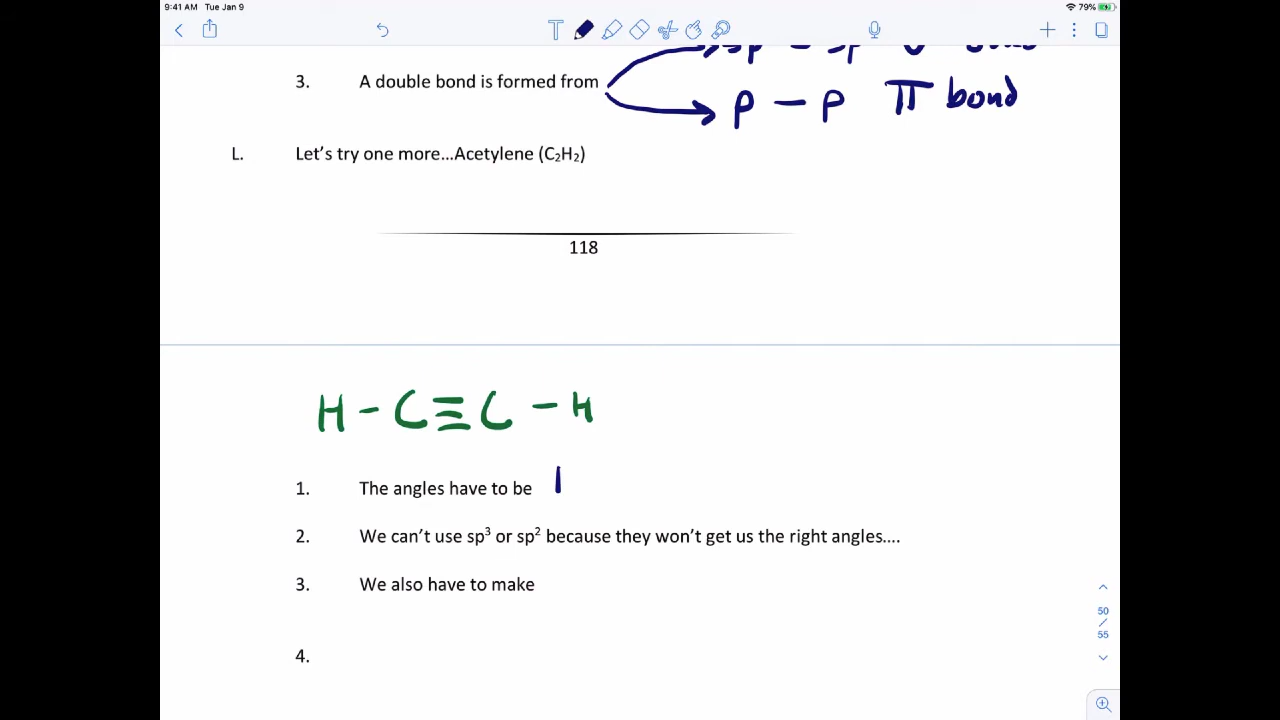 9:41 AM Tue Jan 9
79%
3. A double bond is formed from
p – p π bond
L. Let's try one more…Acetylene (C₂H₂)
118
H - C ≡ C - H
1. The angles have to be 1
2. We can't use sp³ or sp² because they won't get us the right angles....
3. We also have to make
4.
50
/
55